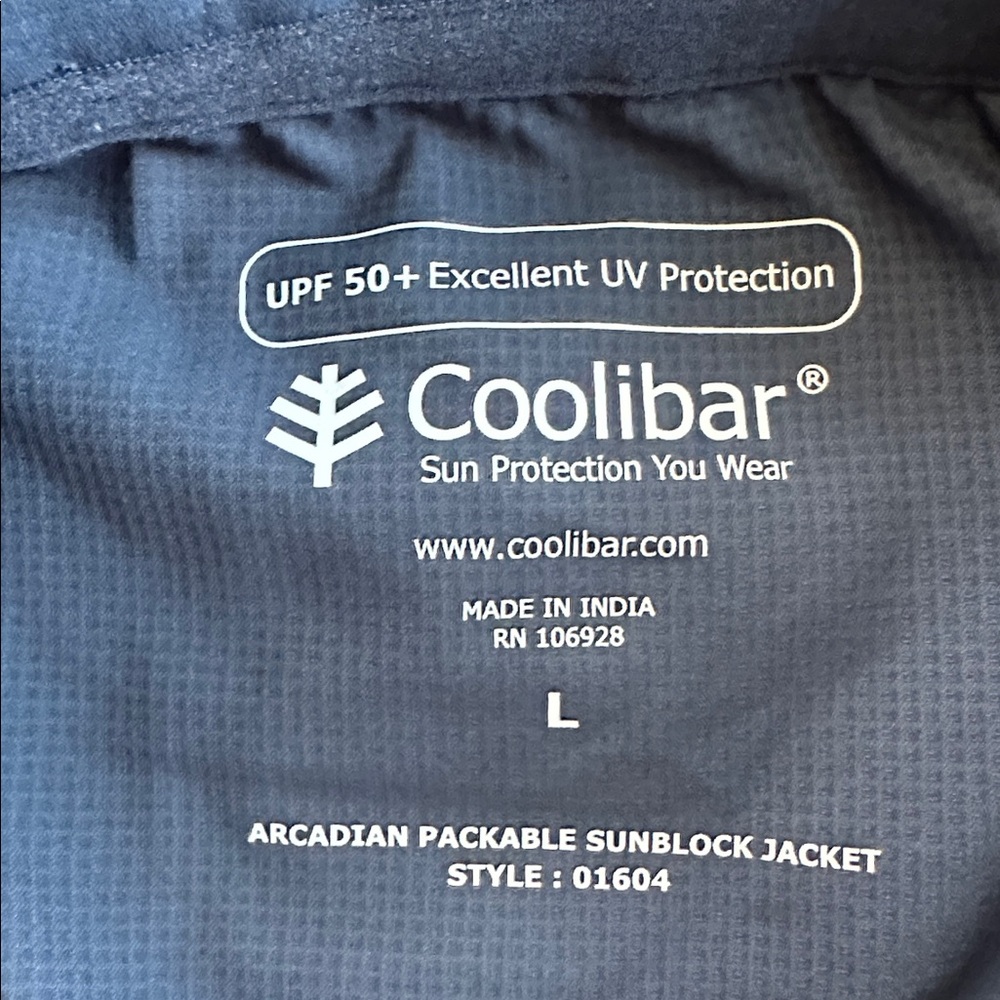 UPF 50+ Excellent UV Protection
Coolibar®
Sun Protection You Wear
www.coolibar.com
MADE IN INDIA
RN 106928
L
ARCADIAN PACKABLE SUNBLOCK JACKET
STYLE : 01604